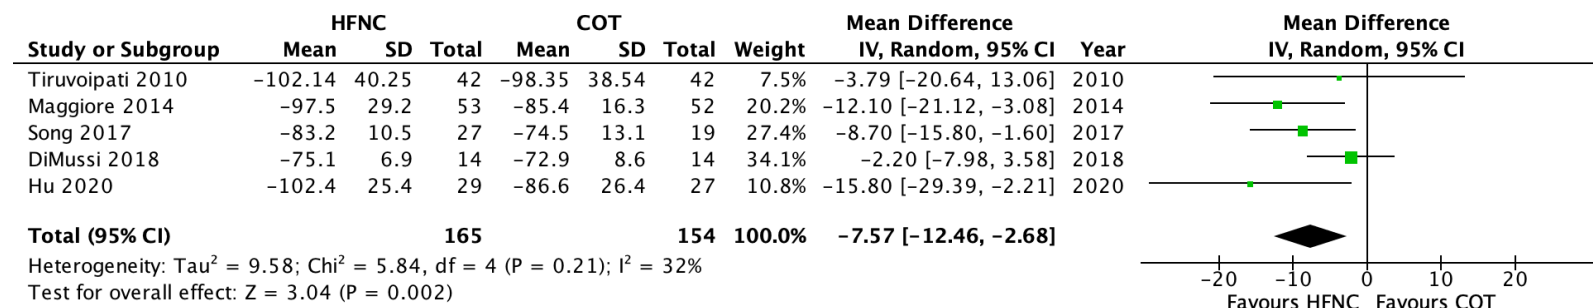 HFNC COT Mean Difference Mean Difference
Study or Subgroup Mean SD Total Mean SD Total Weight IV, Random, 95% CI Year IV, Random, 95% CI
Tiruvoipati 2010 −102.14 40.25 42 −98.35 38.54 42 7.5% −3.79 [−20.64, 13.06] 2010
Maggiore 2014 −97.5 29.2 53 −85.4 16.3 52 20.2% −12.10 [−21.12, −3.08] 2014
Song 2017 −83.2 10.5 27 −74.5 13.1 19 27.4% −8.70 [−15.80, −1.60] 2017
DiMussi 2018 −75.1 6.9 14 −72.9 8.6 14 34.1% −2.20 [−7.98, 3.58] 2018
Hu 2020 −102.4 25.4 29 −86.6 26.4 27 10.8% −15.80 [−29.39, −2.21] 2020
Total (95% CI) 165 154 100.0% −7.57 [−12.46, −2.68]
Heterogeneity: Tau² = 9.58; Chi² = 5.84, df = 4 (P = 0.21); I² = 32%
Test for overall effect: Z = 3.04 (P = 0.002)
−20 −10 0 10 20
Favours HFNC Favours COT